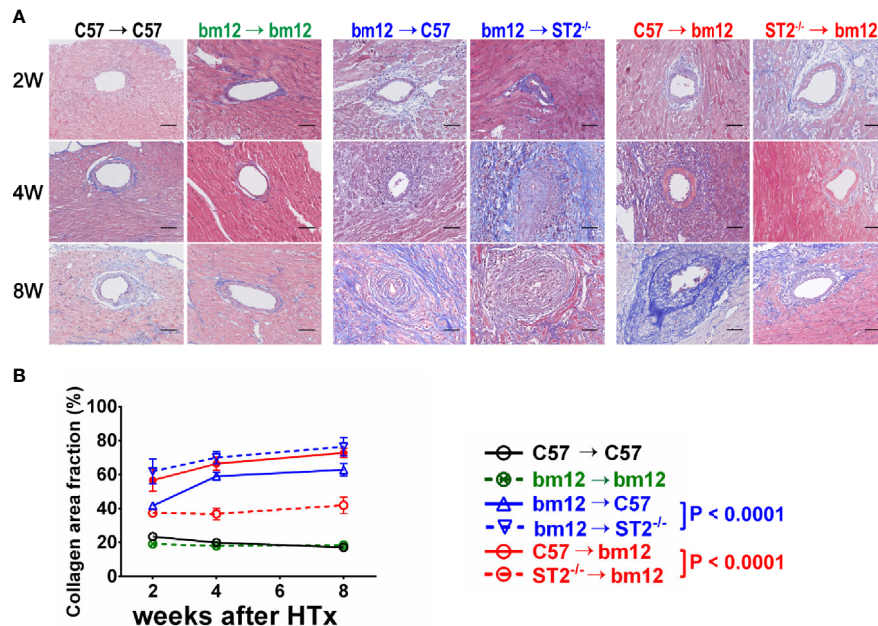 A
C57 → C57 bm12 → bm12 bm12 → C57 bm12 → ST2⁻/⁻ C57 → bm12 ST2⁻/⁻ → bm12
2W
4W
8W
B
Collagen area fraction (%)
100
80
60
40
20
0
2 4 6 8
weeks after HTx
C57 → C57
bm12 → bm12
bm12 → C57
bm12 → ST2⁻/⁻
P < 0.0001
C57 → bm12
ST2⁻/⁻ → bm12
P < 0.0001